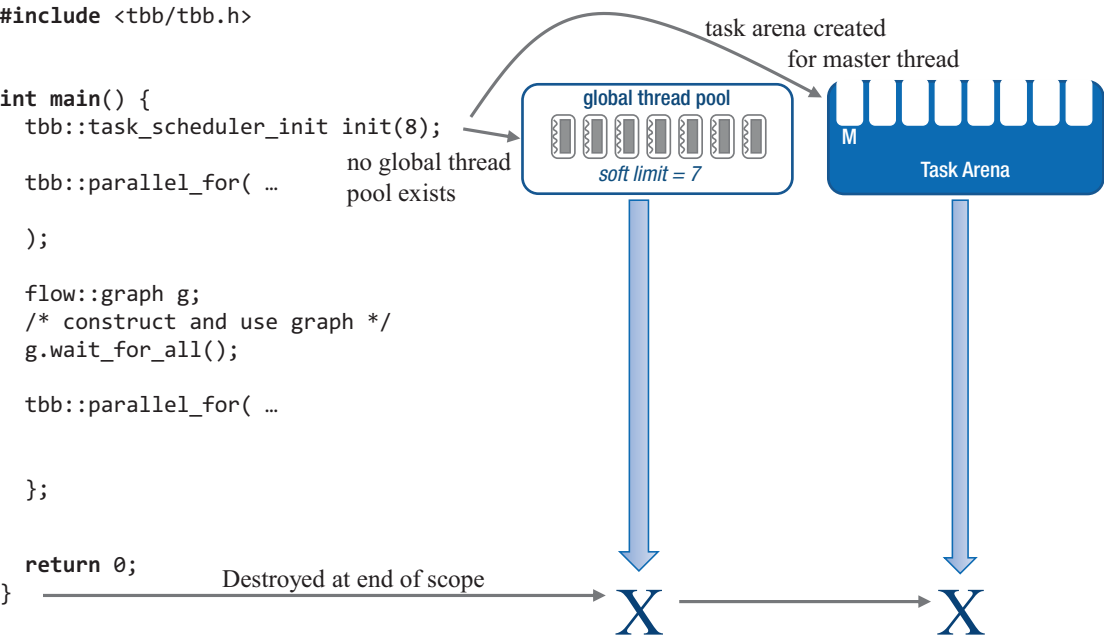 #include <tbb/tbb.h>
task arena created
for master thread
int main() {
tbb::task_scheduler_init init(8);
no global thread
pool exists
global thread pool
soft limit = 7
M
Task Arena
tbb::parallel_for( …
);
flow::graph g;
/* construct and use graph */
g.wait_for_all();
tbb::parallel_for( …
};
return 0;
}
Destroyed at end of scope
X
X